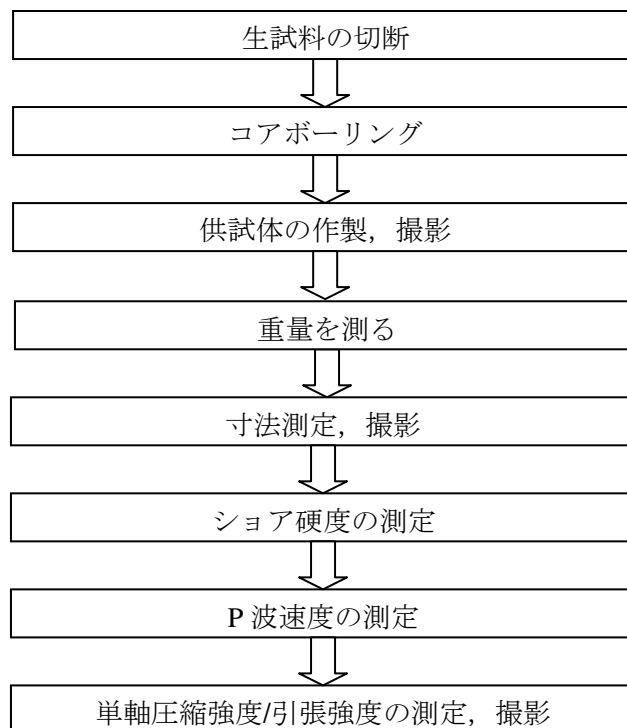 生試料の切断
コアボーリング
供試体の作製，撮影
重量を測る
寸法測定，撮影
ショア硬度の測定
P 波速度の測定
単軸圧縮強度/引張強度の測定，撮影